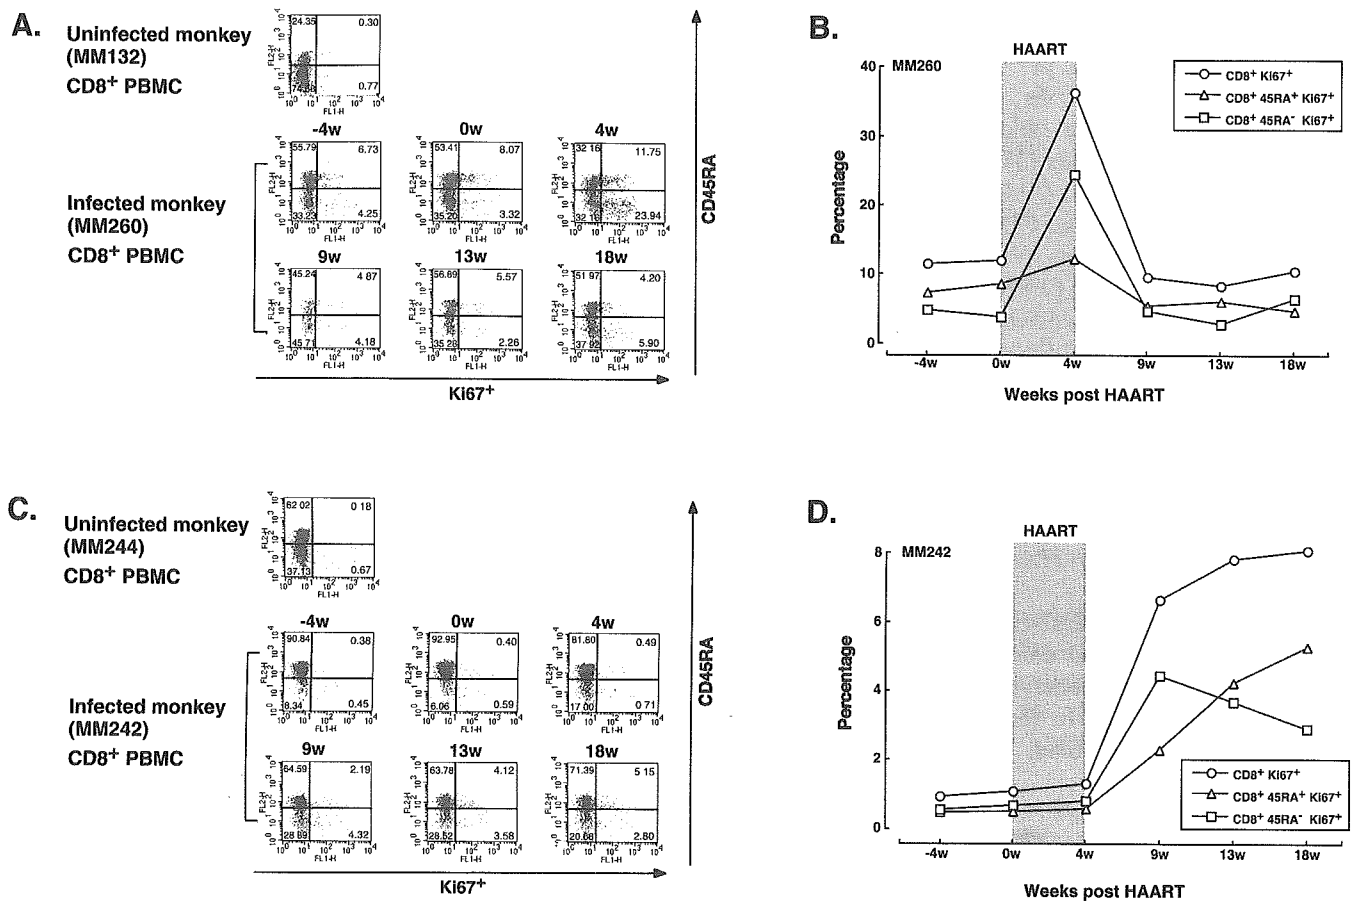 A.
Uninfected monkey
(MM132)
CD8+ PBMC
24.35 0.30
0.77
FL2-H
FL1-H
Infected monkey
(MM260)
CD8+ PBMC
-4w 0w 4w
55.79 6.73
33.23 4.25
53.41 8.07
35.20 3.32
32 16 11.75
32 16 23.94
9w 13w 18w
45.24 4 87
45 71 4.18
56.69 5.57
35 28 2.26
51 97 4.20
37 92 5.90
Ki67+
CD45RA
B.
HAART
MM260
CD8+ Ki67+
CD8+ 45RA+ Ki67+
CD8+ 45RA- Ki67+
Percentage
40
30
20
10
0
-4w 0w 4w 9w 13w 18w
Weeks post HAART
C.
Uninfected monkey
(MM244)
CD8+ PBMC
62 02 0 18
37.13 0.67
FL2-H
FL1-H
Infected monkey
(MM242)
CD8+ PBMC
-4w 0w 4w
90.84 0.38
8.34 0.45
92.95 0.40
6.06 0.59
81.80 0.49
17 00 0 71
9w 13w 18w
64.59 2.19
28 89 4.32
63.78 4.12
28.52 3.58
71.39 5 15
20.66 2.80
Ki67+
CD45RA
D.
HAART
MM242
Percentage
8
6
4
2
0
CD8+ Ki67+
CD8+ 45RA+ Ki67+
CD8+ 45RA- Ki67+
-4w 0w 4w 9w 13w 18w
Weeks post HAART